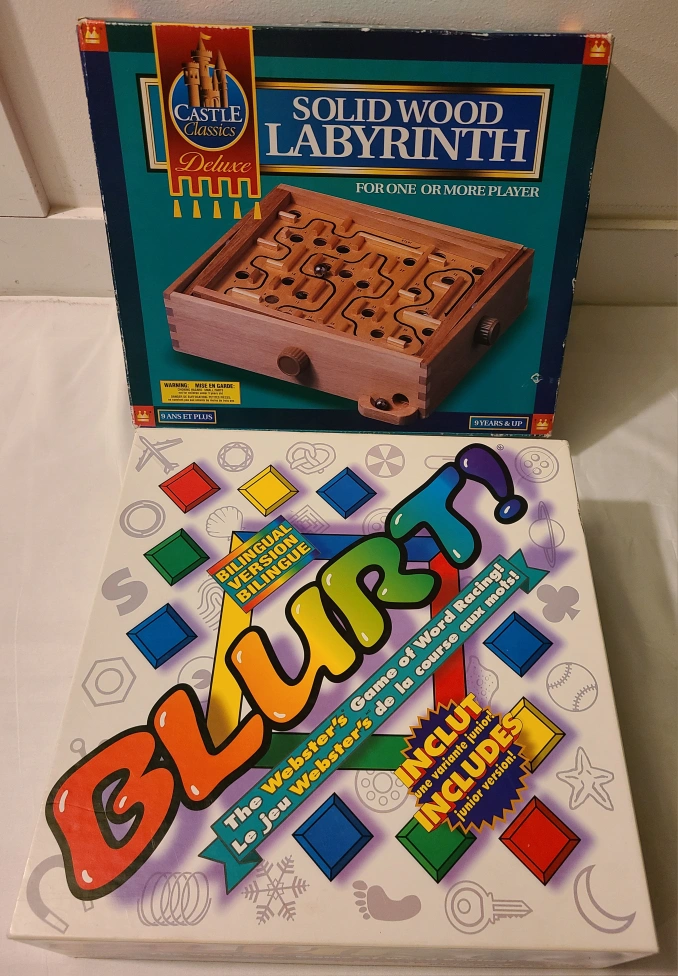 CASTLE
Classics
Deluxe
SOLID WOOD
LABYRINTH
FOR ONE OR MORE PLAYER
WARNING: MISE EN GARDE:
9 ANS ET PLUS
9 YEARS & UP
BILINGUAL
VERSION
BILINGUE
BLURT!
The Webster's Game of Word Racing!
Le jeu Webster's de la course aux mots!
INCLUT
une variante junior!
INCLUDES
junior version!